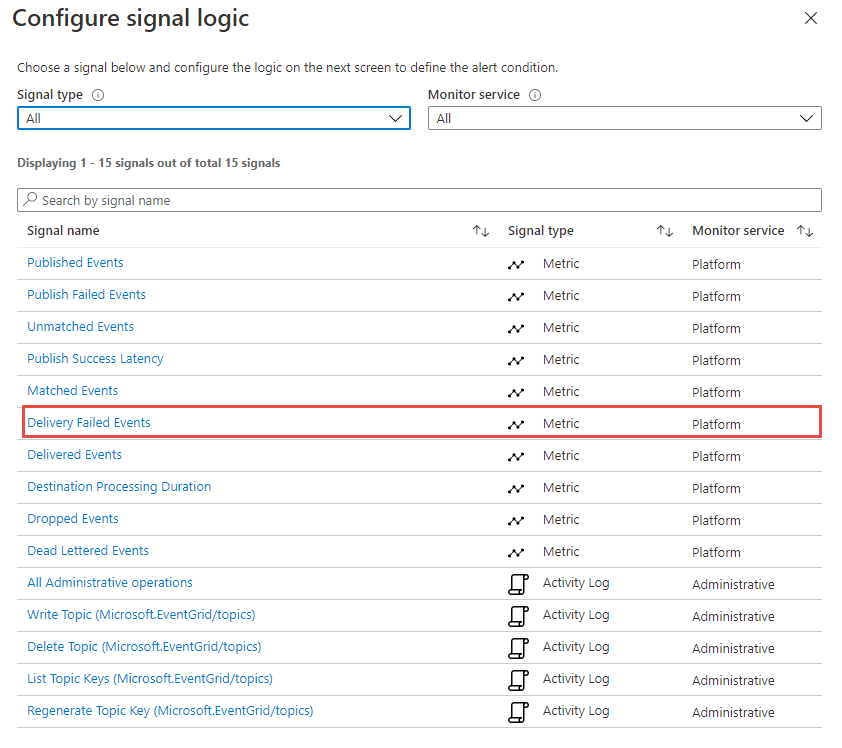 Configure signal logic
Choose a signal below and configure the logic on the next screen to define the alert condition.
Signal type Monitor service
All All
Displaying 1 - 15 signals out of total 15 signals
Search by signal name
Signal name Signal type Monitor service
Published Events Metric Platform
Publish Failed Events Metric Platform
Unmatched Events Metric Platform
Publish Success Latency Metric Platform
Matched Events Metric Platform
Delivery Failed Events Metric Platform
Delivered Events Metric Platform
Destination Processing Duration Metric Platform
Dropped Events Metric Platform
Dead Lettered Events Metric Platform
All Administrative operations Activity Log Administrative
Write Topic (Microsoft.EventGrid/topics) Activity Log Administrative
Delete Topic (Microsoft.EventGrid/topics) Activity Log Administrative
List Topic Keys (Microsoft.EventGrid/topics) Activity Log Administrative
Regenerate Topic Key (Microsoft.EventGrid/topics) Activity Log Administrative